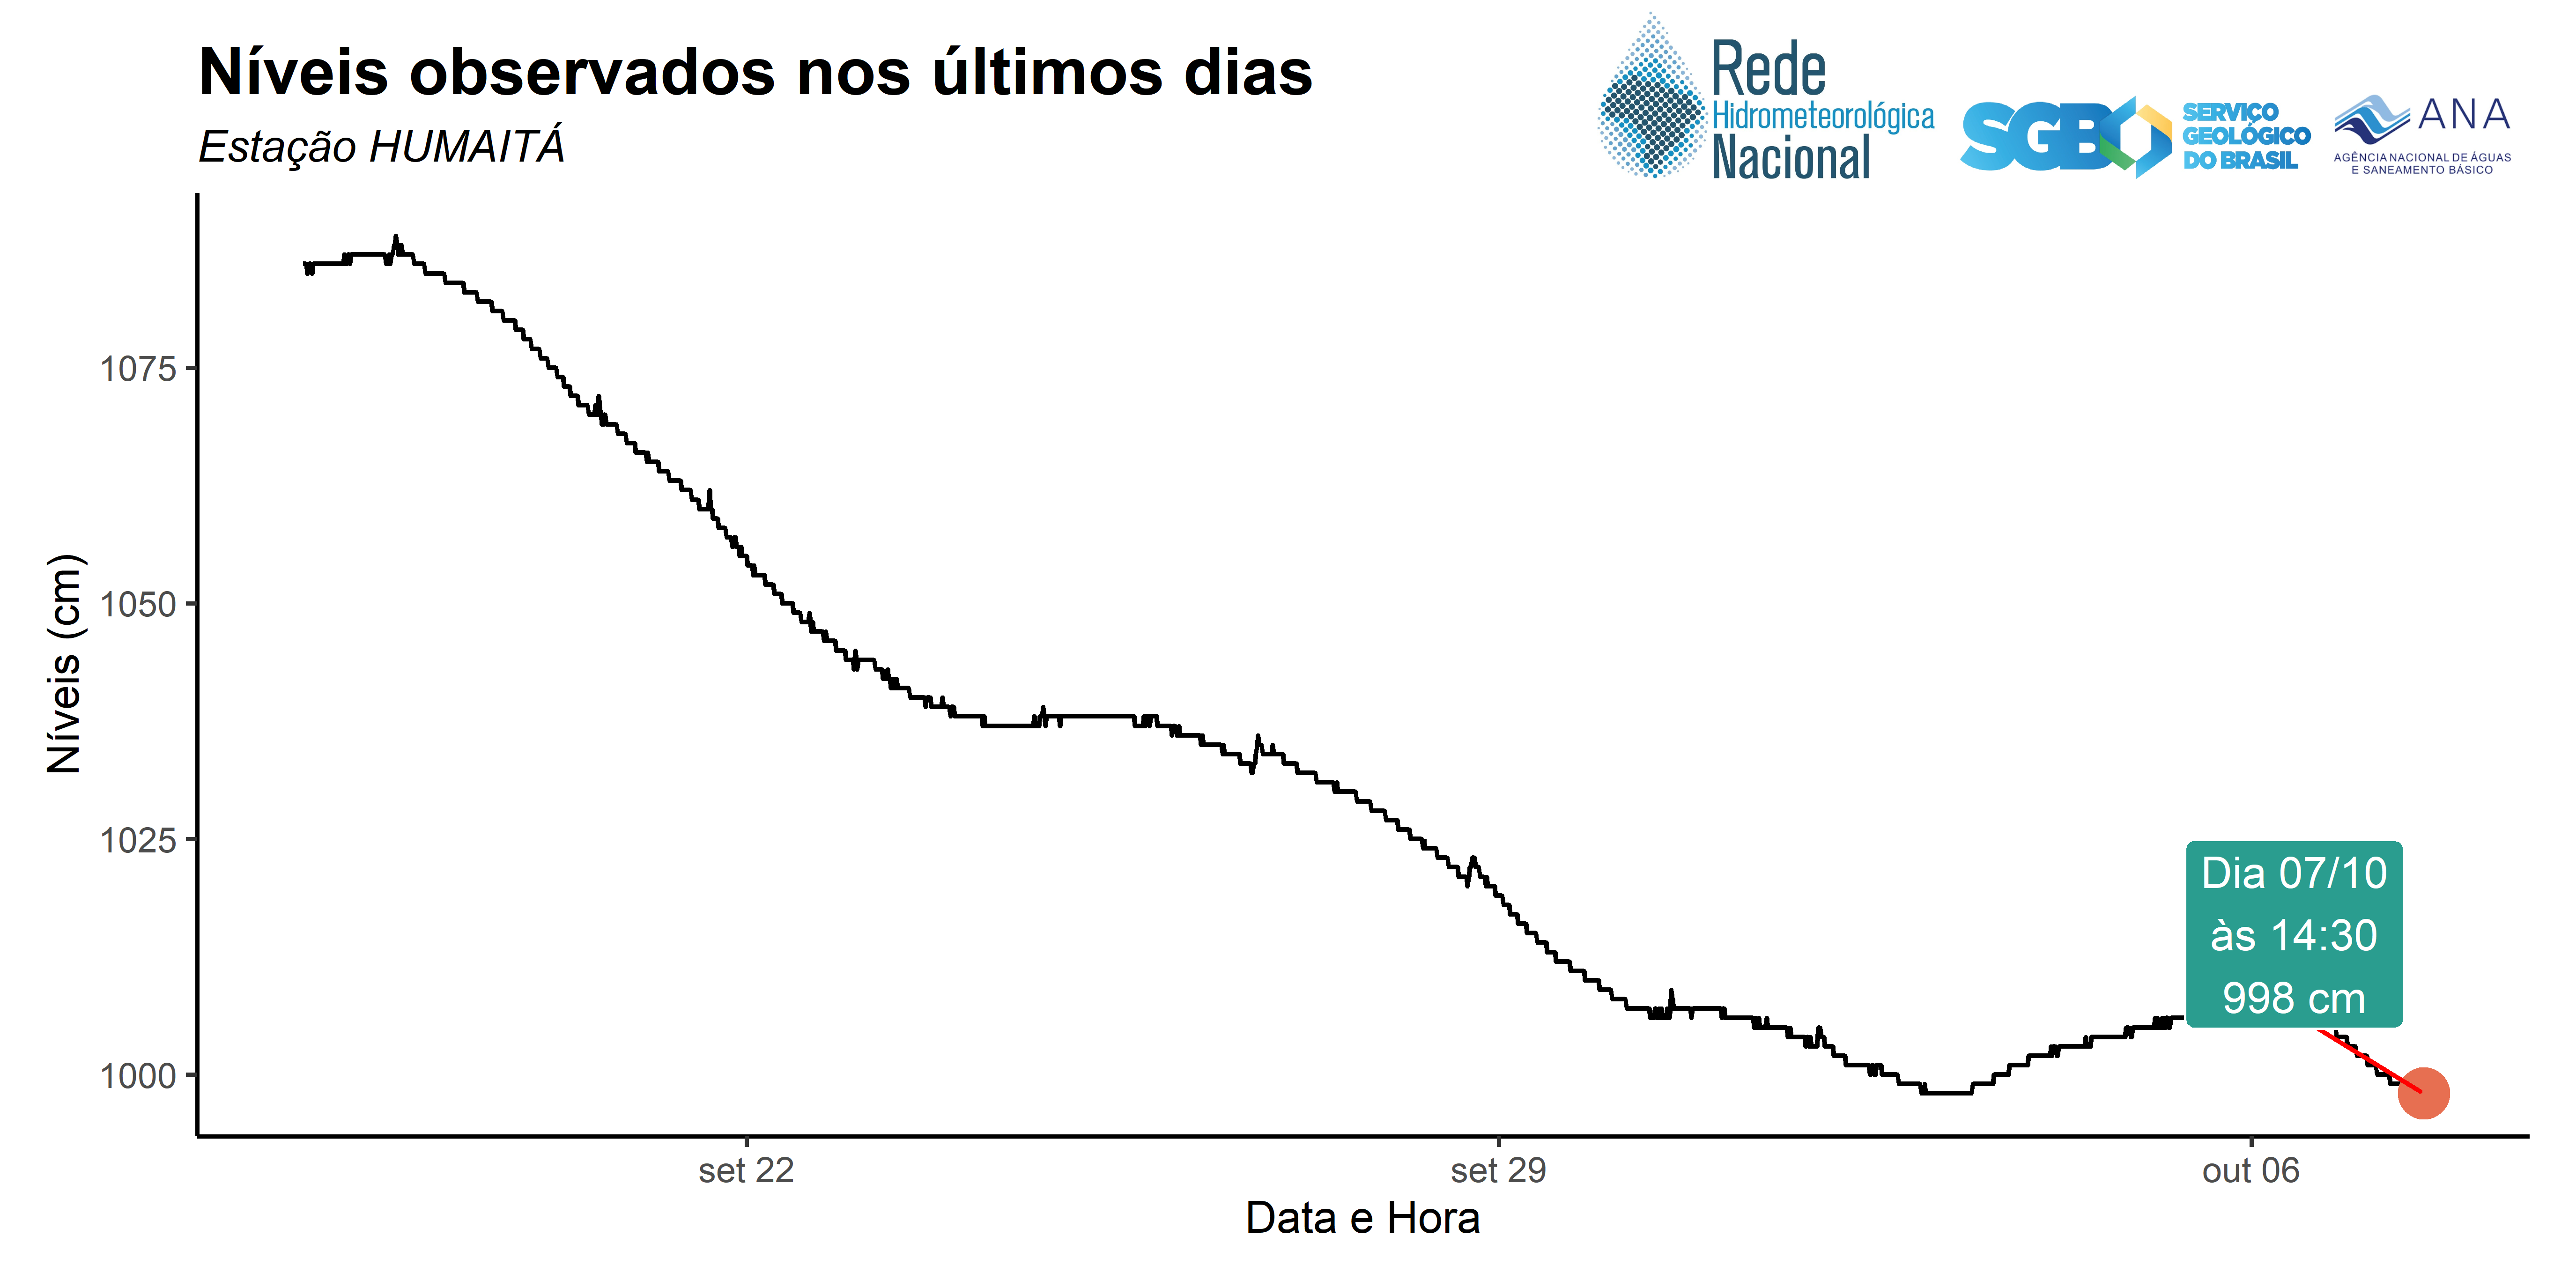 Níveis observados nos últimos dias
Estação HUMAITÁ
Rede
Hidrometeorológica
Nacional
SGB
SERVIÇO
GEOLÓGICO
DO BRASIL
ANA
AGÊNCIA NACIONAL DE ÁGUAS
E SANEAMENTO BÁSICO
Níveis (cm)
1075
1050
1025
1000
Dia 07/10
às 14:30
998 cm
set 22
set 29
out 06
Data e Hora